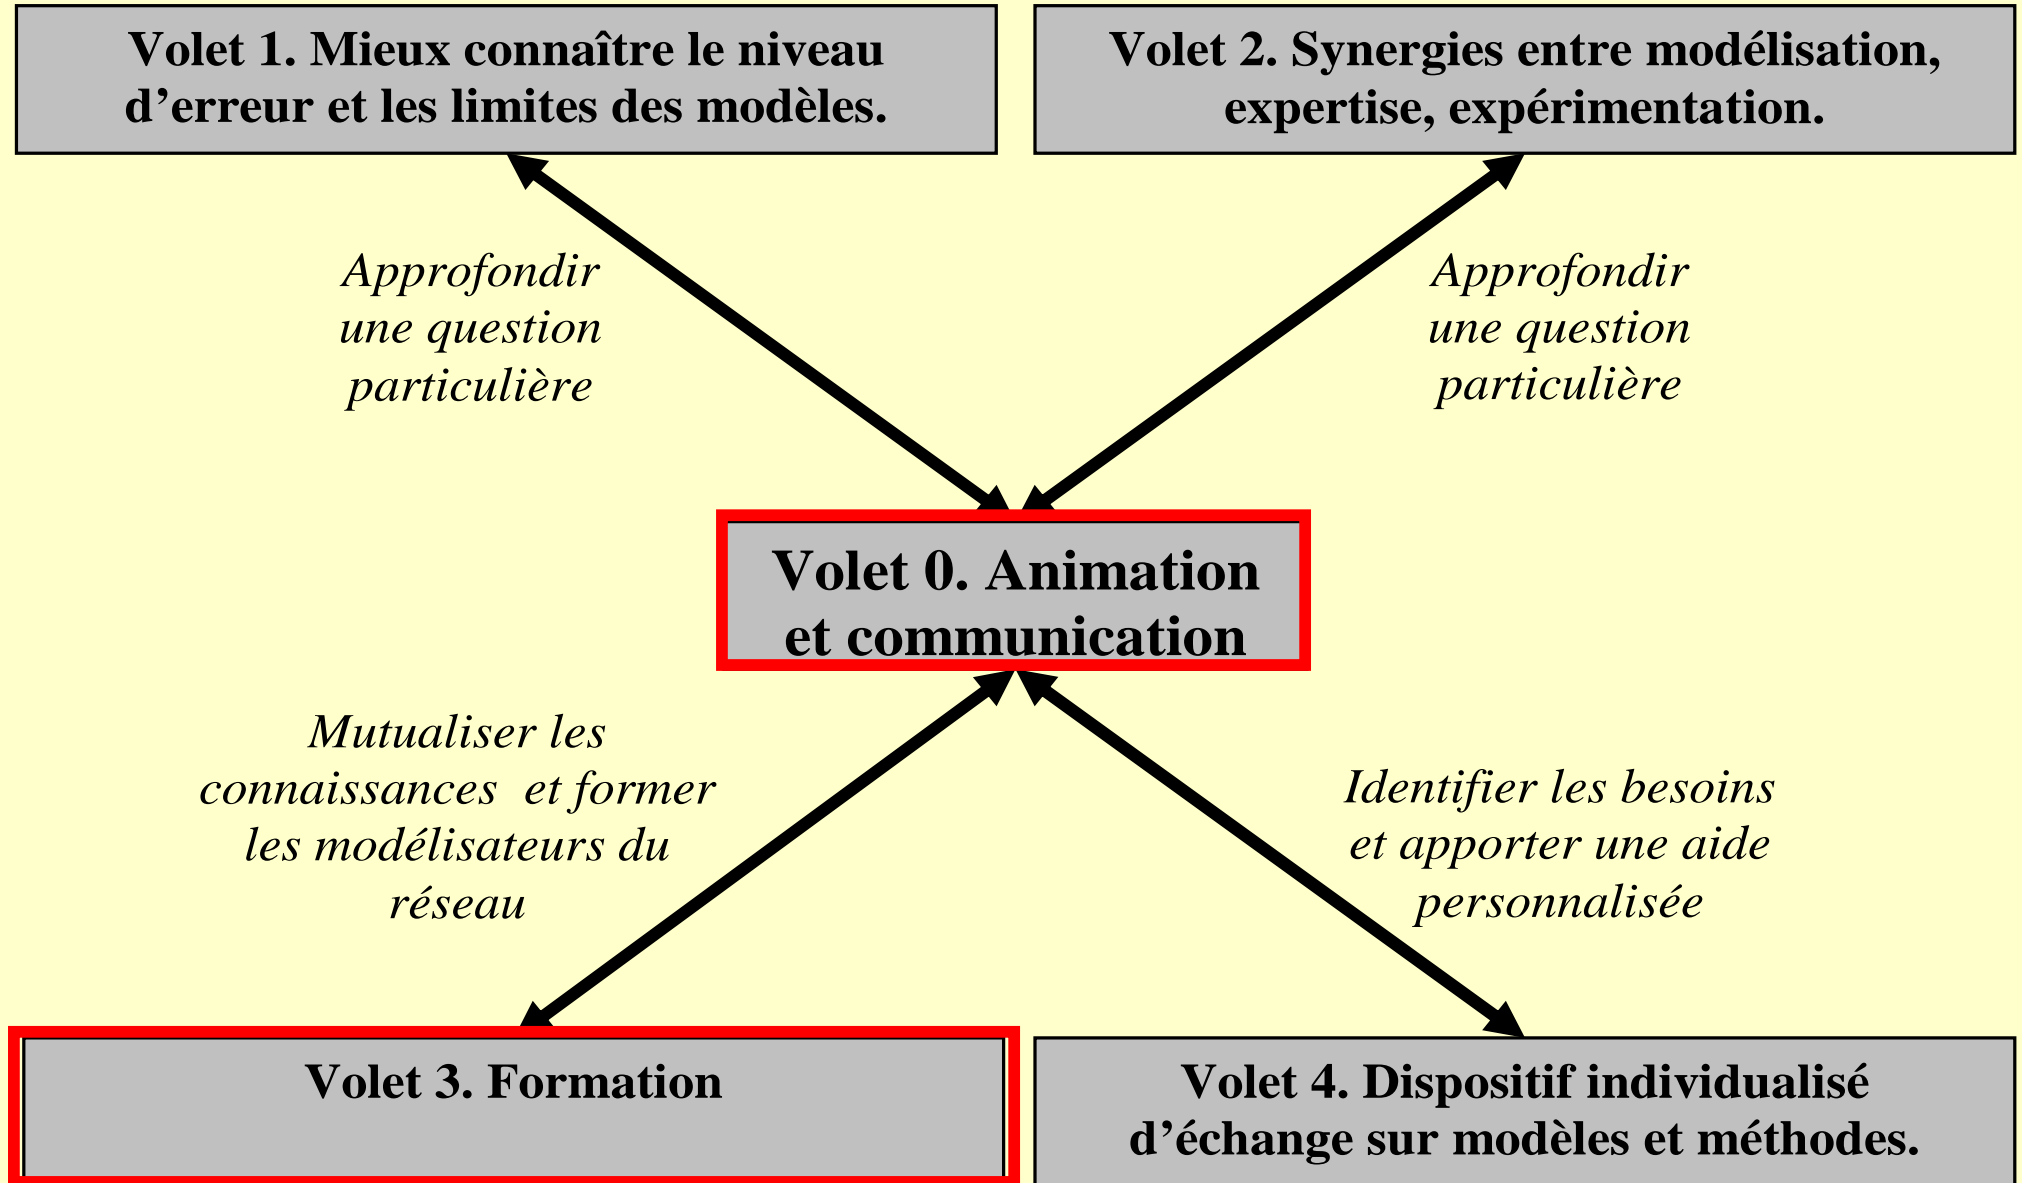 Volet 1. Mieux connaître le niveau
d’erreur et les limites des modèles.
Volet 2. Synergies entre modélisation,
expertise, expérimentation.
Approfondir
une question
particulière
Approfondir
une question
particulière
Volet 0. Animation
et communication
Mutualiser les
connaissances  et former
les modélisateurs du
réseau
Identifier les besoins
et apporter une aide
personnalisée
Volet 3. Formation
Volet 4. Dispositif individualisé
d’échange sur modèles et méthodes.